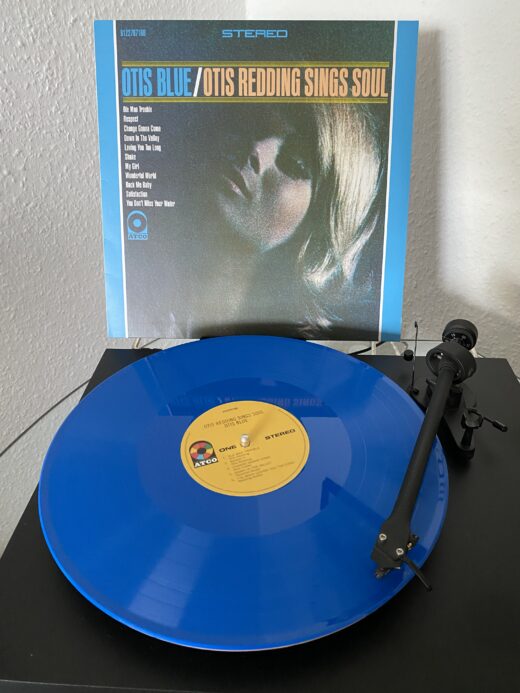 8122797180
STEREO
OTIS BLUE/OTIS REDDING SINGS SOUL
Ole Man Trouble
Respect
Change Gonna Come
Down In The Valley
Loving You Too Long
Shake
My Girl
Wonderful World
Rock Me Baby
Satisfaction
You Don't Miss Your Water
ATCO
OTIS BLUE
OTIS REDDING SINGS SOUL
ATCO
ONE
STEREO